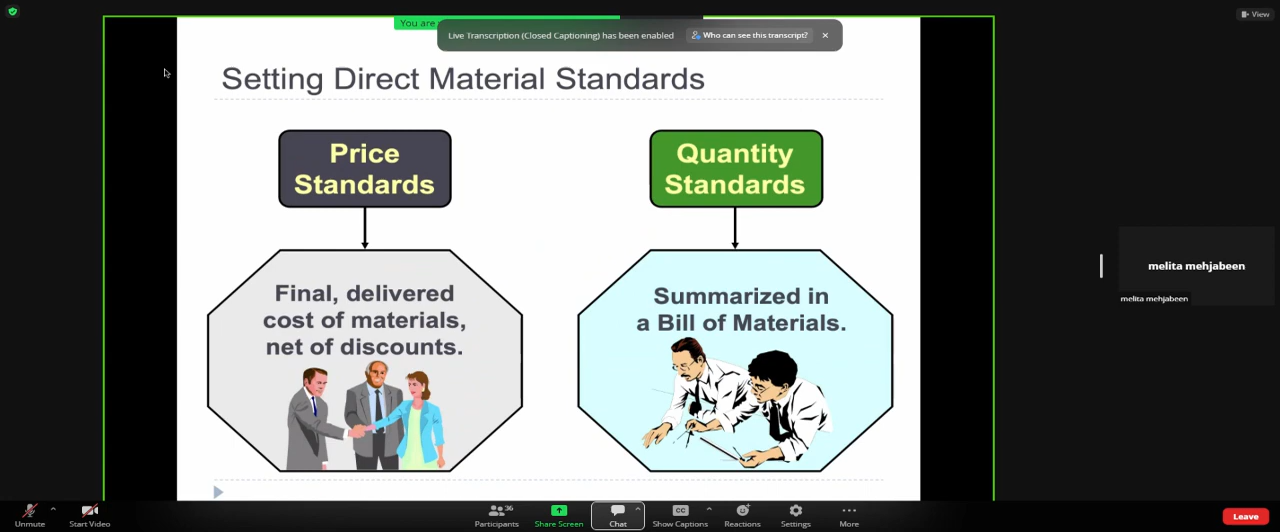 View
You are
Live Transcription (Closed Captioning) has been enabled
Who can see this transcript?
Setting Direct Material Standards
Price
Standards
Quantity
Standards
Final, delivered
cost of materials,
net of discounts.
Summarized in
a Bill of Materials.
melita mehjabeen
melita mehjabeen
Unmute
Start Video
36
Participants
Share Screen
Chat
CC
Show Captions
Reactions
Settings
More
Leave